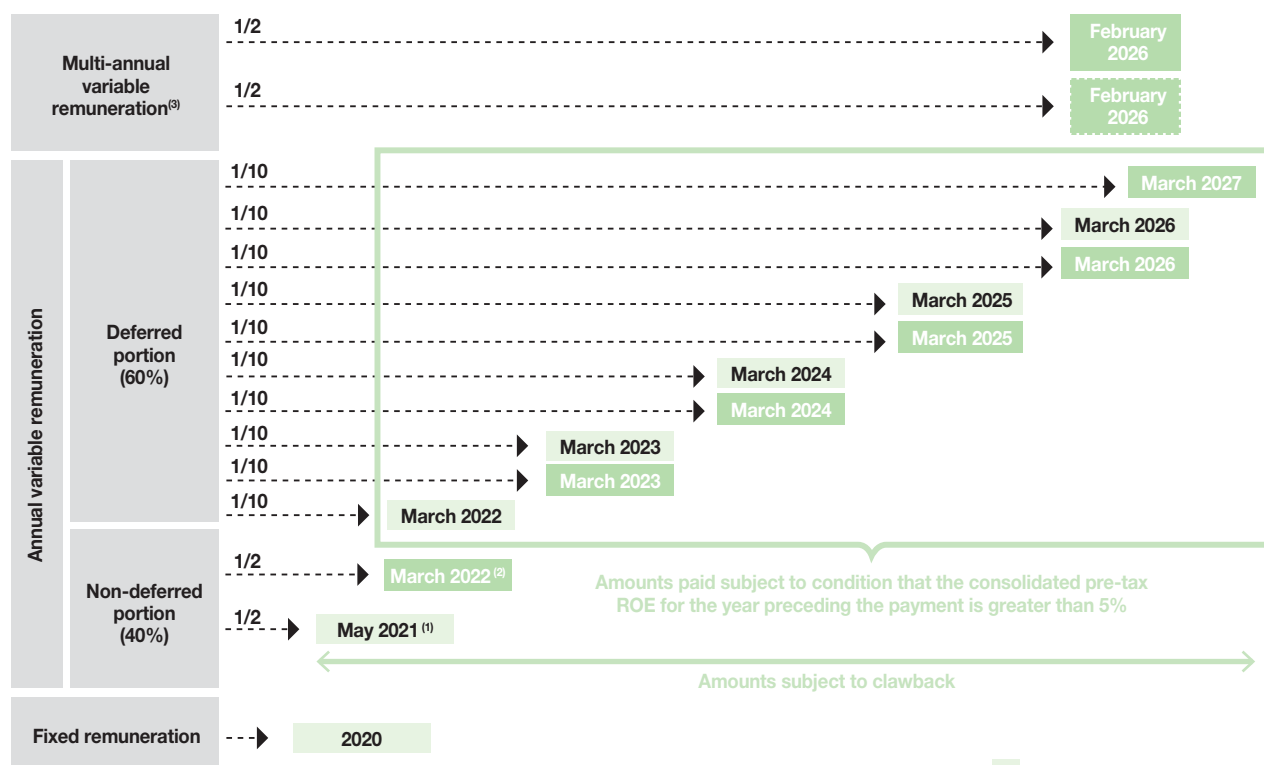 1/2
February
2026
Multi-annual
variable
remuneration(3)
1/2
February
2026
1/10
March 2027
1/10
March 2026
1/10
March 2026
1/10
March 2025
Annual variable remuneration
Deferred
portion
(60%)
1/10
March 2025
1/10
March 2024
1/10
March 2024
1/10
March 2023
1/10
March 2023
1/10
March 2022
Non-deferred
portion
(40%)
1/2
March 2022 (2)
1/2
May 2021 (1)
Amounts paid subject to condition that the consolidated pre-tax
ROE for the year preceding the payment is greater than 5%
Amounts subject to clawback
Fixed remuneration
2020